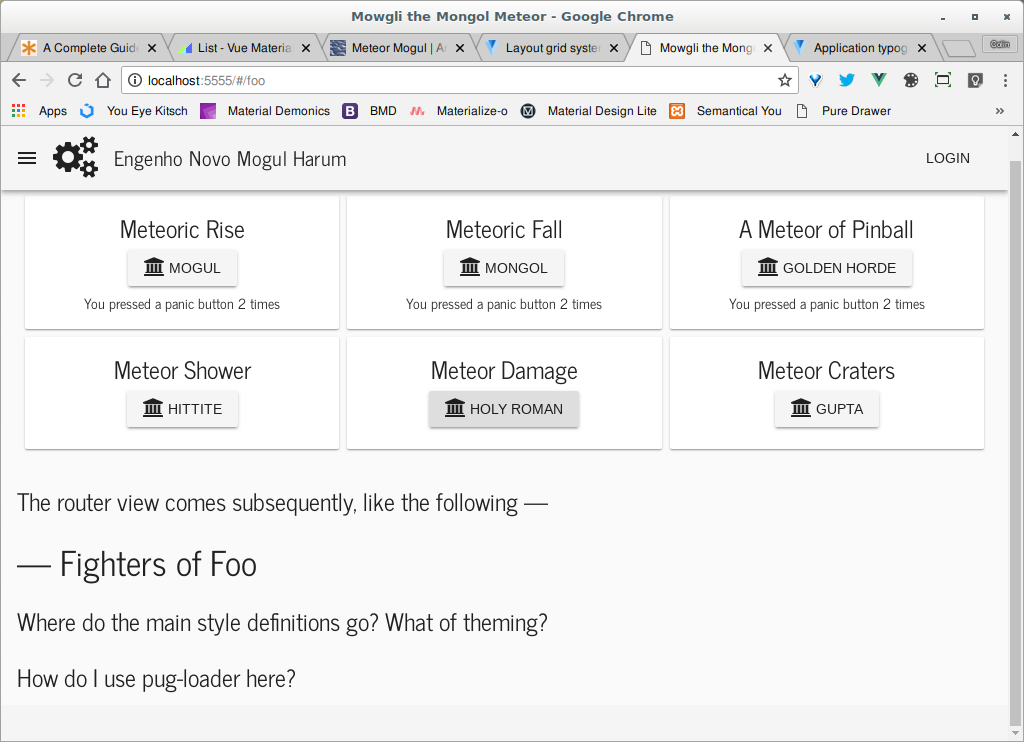 Mowgli the Mongol Meteor - Google Chrome
A Complete Guid
List - Vue Materia
Meteor Mogul | A
Layout grid syste
Mowgli the Mong
Application typog
Colin
localhost:5555/#/foo
Apps You Eye Kitsch Material Demonics BMD Materialize-o Material Design Lite Semantical You Pure Drawer »
Engenho Novo Mogul Harum LOGIN
Meteoric Rise
MOGUL
You pressed a panic button 2 times
Meteoric Fall
MONGOL
You pressed a panic button 2 times
A Meteor of Pinball
GOLDEN HORDE
You pressed a panic button 2 times
Meteor Shower
HITTITE
Meteor Damage
HOLY ROMAN
Meteor Craters
GUPTA
The router view comes subsequently, like the following —
— Fighters of Foo
Where do the main style definitions go? What of theming?
How do I use pug-loader here?